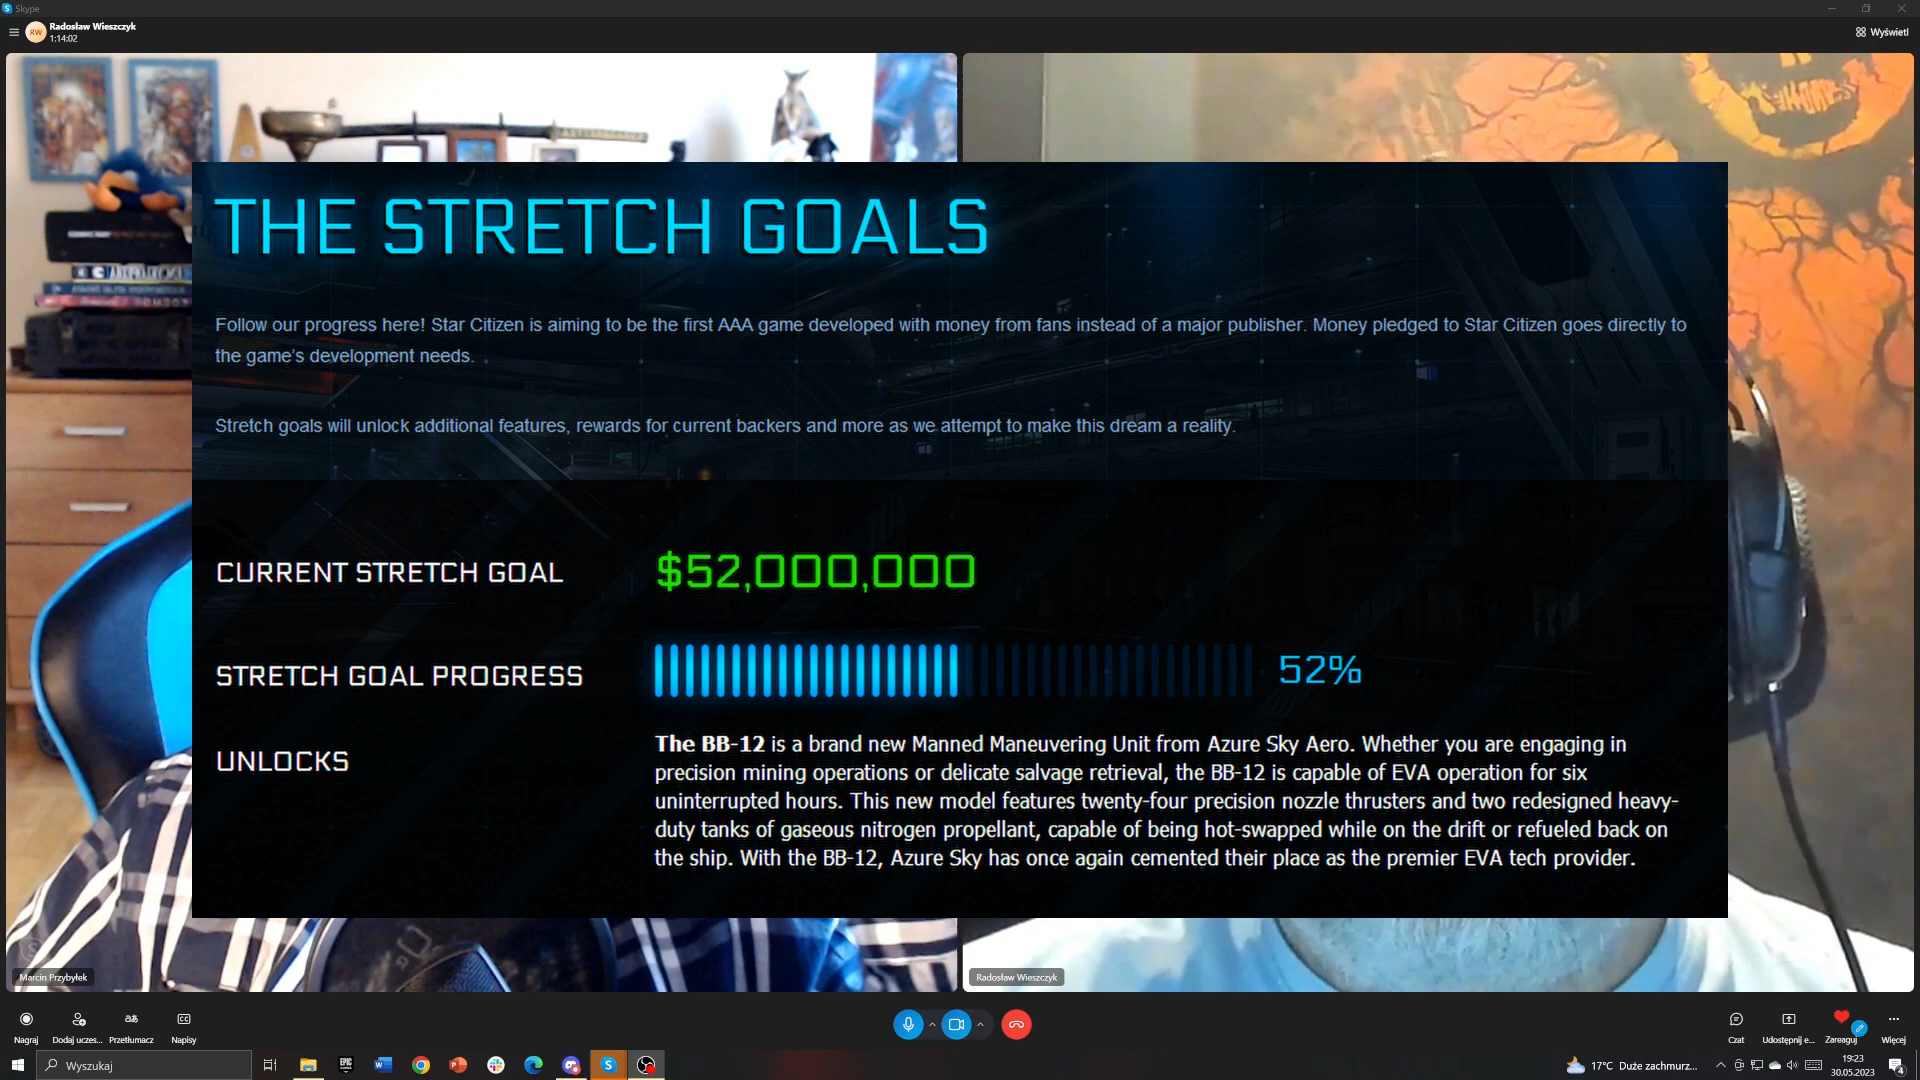 Skype
RW
Radosław Wieszczyk
1:14:02
Wyświetl
THE STRETCH GOALS
Follow our progress here! Star Citizen is aiming to be the first AAA game developed with money from fans instead of a major publisher. Money pledged to Star Citizen goes directly to
the game's development needs.
Stretch goals will unlock additional features, rewards for current backers and more as we attempt to make this dream a reality.
CURRENT STRETCH GOAL
$52,000,000
STRETCH GOAL PROGRESS
52%
UNLOCKS
The BB-12 is a brand new Manned Maneuvering Unit from Azure Sky Aero. Whether you are engaging in
precision mining operations or delicate salvage retrieval, the BB-12 is capable of EVA operation for six
uninterrupted hours. This new model features twenty-four precision nozzle thrusters and two redesigned heavy-
duty tanks of gaseous nitrogen propellant, capable of being hot-swapped while on the drift or refueled back on
the ship. With the BB-12, Azure Sky has once again cemented their place as the premier EVA tech provider.
Marcin Przybyłek
Radosław Wieszczyk
Nagraj
Dodaj uczes...
Przetłumacz
Napisy
Czat
Udostępnij e...
Zareaguj
Więcej
Wyszukaj
17°C Duże zachmurz...
19:23
30.05.2023
4